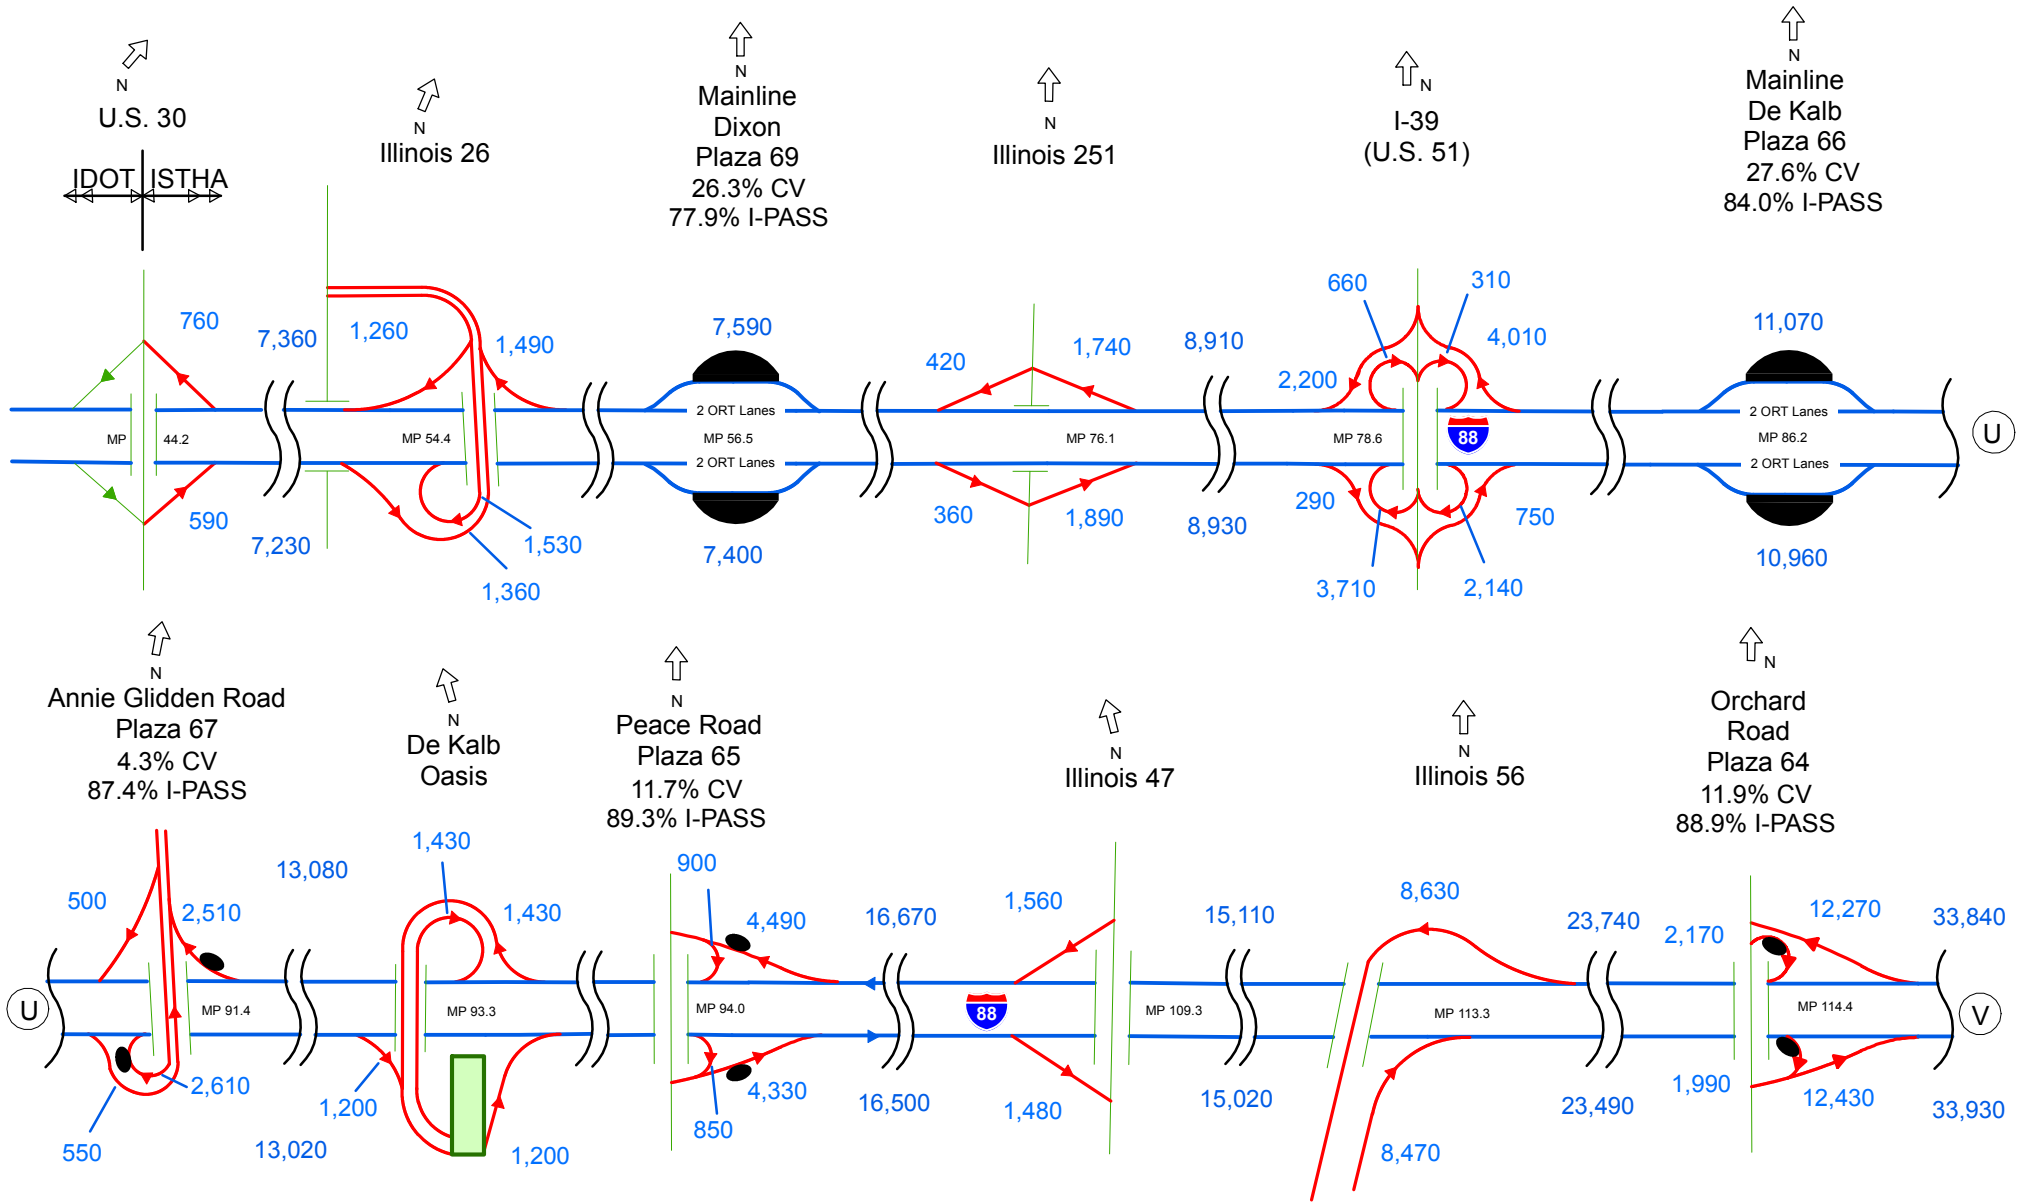 N
U.S. 30
IDOT ISTHA
N
Illinois 26
N
Mainline
Dixon
Plaza 69
26.3% CV
77.9% I-PASS
N
Illinois 251
N
I-39
(U.S. 51)
N
Mainline
De Kalb
Plaza 66
27.6% CV
84.0% I-PASS
760
7,360
1,260
1,490
7,590
420
1,740
8,910
660
310
2,200
4,010
11,070
MP 44.2
MP 54.4
2 ORT Lanes
MP 56.5
2 ORT Lanes
MP 76.1
MP 78.6
88
2 ORT Lanes
MP 86.2
2 ORT Lanes
U
590
7,230
1,530
1,360
7,400
360
1,890
8,930
290
750
3,710
2,140
10,960
N
Annie Glidden Road
Plaza 67
4.3% CV
87.4% I-PASS
N
De Kalb
Oasis
N
Peace Road
Plaza 65
11.7% CV
89.3% I-PASS
N
Illinois 47
N
Illinois 56
N
Orchard
Road
Plaza 64
11.9% CV
88.9% I-PASS
500
2,510
13,080
1,430
1,430
900
4,490
16,670
1,560
15,110
8,630
23,740
2,170
12,270
33,840
U
MP 91.4
MP 93.3
MP 94.0
88
MP 109.3
MP 113.3
MP 114.4
V
550
2,610
13,020
1,200
1,200
850
4,330
16,500
1,480
15,020
8,470
23,490
1,990
12,430
33,930